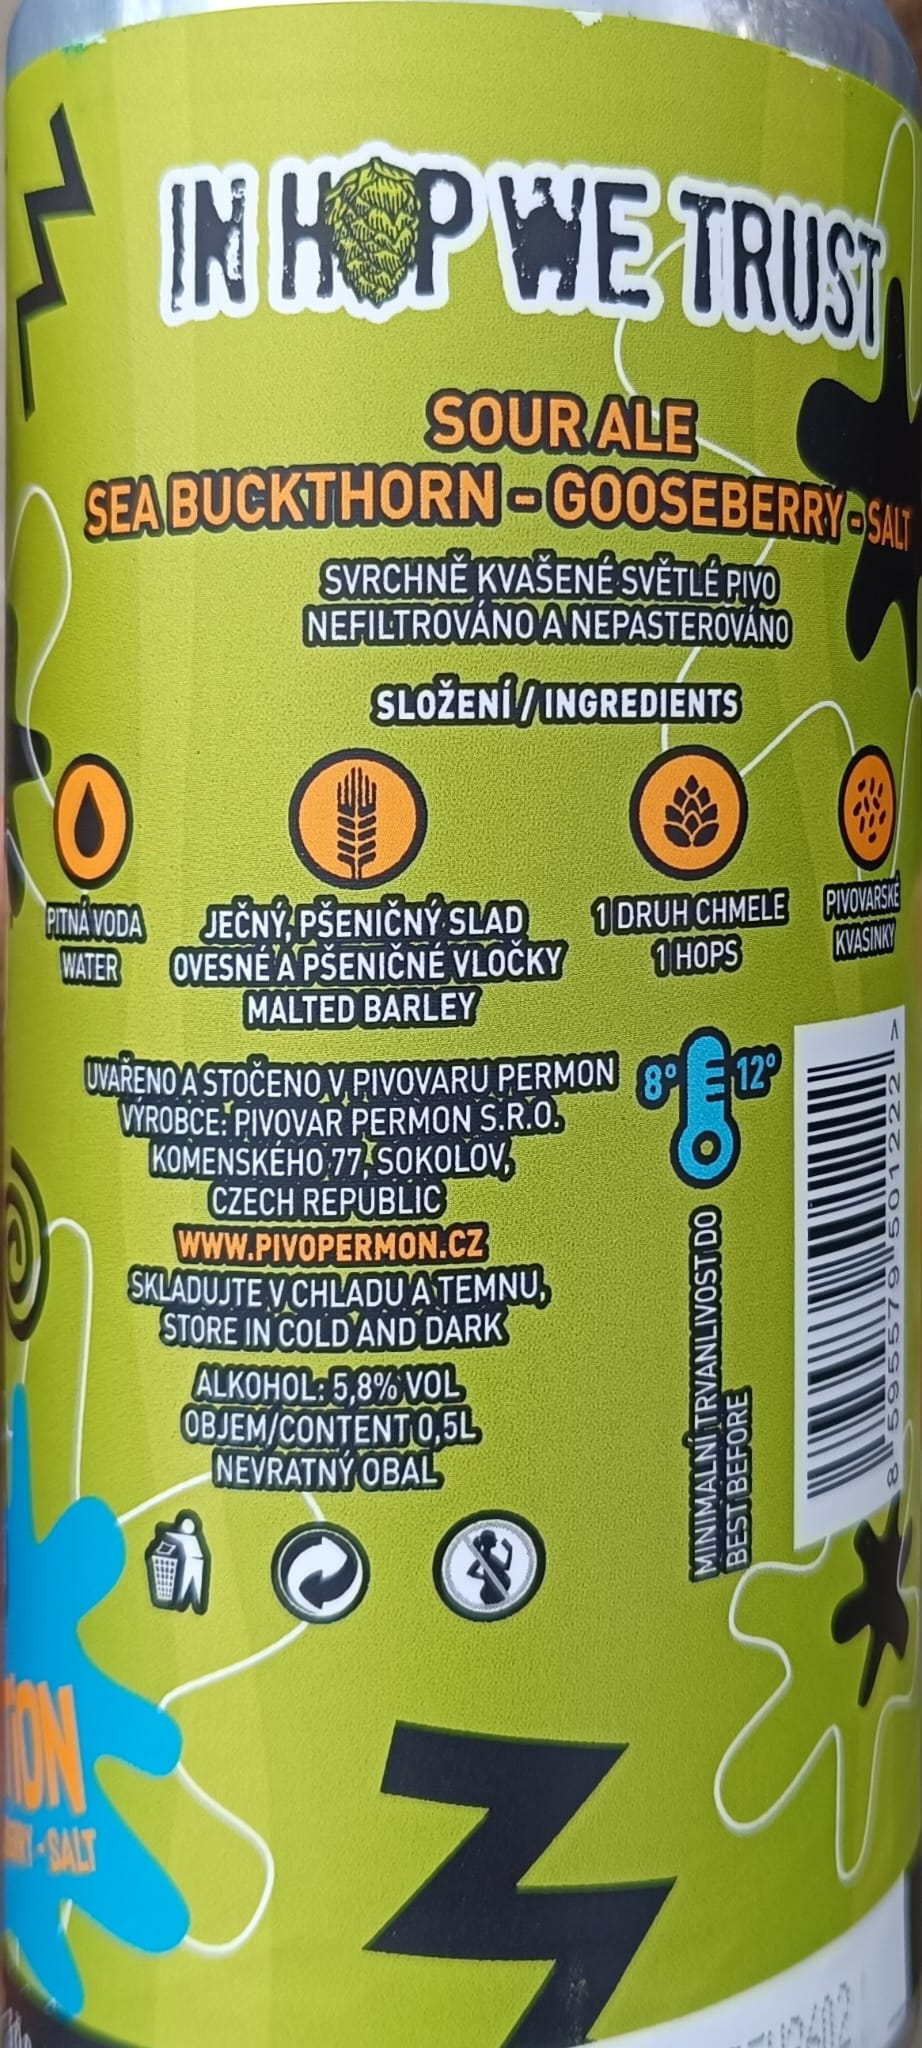 IN HOP WE TRUST
SOUR ALE
SEA BUCKTHORN - GOOSEBERRY - SALT
SVRCHNĚ KVAŠENÉ SVĚTLÉ PIVO
NEFILTROVÁNO A NEPASTEROVÁNO
SLOŽENÍ / INGREDIENTS
PITNÁ VODA
WATER
JEČNÝ, PŠENIČNÝ SLAD
OVESNÉ A PŠENIČNÉ VLOČKY
MALTED BARLEY
1 DRUH CHMELE
1 HOPS
PIVOVARSKÉ
KVASINKY
UVAŘENO A STOČENO V PIVOVARU PERMON
VÝROBCE: PIVOVAR PERMON S.R.O.
KOMENSKÉHO 77, SOKOLOV,
CZECH REPUBLIC
WWW.PIVOPERMON.CZ
SKLADUJTE V CHLADU A TEMNU,
STORE IN COLD AND DARK
ALKOHOL: 5,8% VOL
OBJEM/CONTENT 0,5L
NEVRATNÝ OBAL
8° 12°
MINIMALNÍ TRVANLIVOST DO
BEST BEFORE
8 595579 501222 >
- SALT